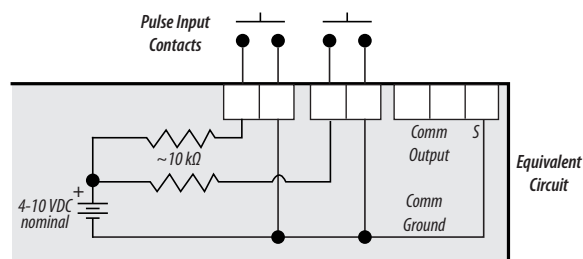 Pulse Input
Contacts
~10 kΩ
+
4-10 VDC
nominal
Comm
Output
S
Comm
Ground
Equivalent
Circuit